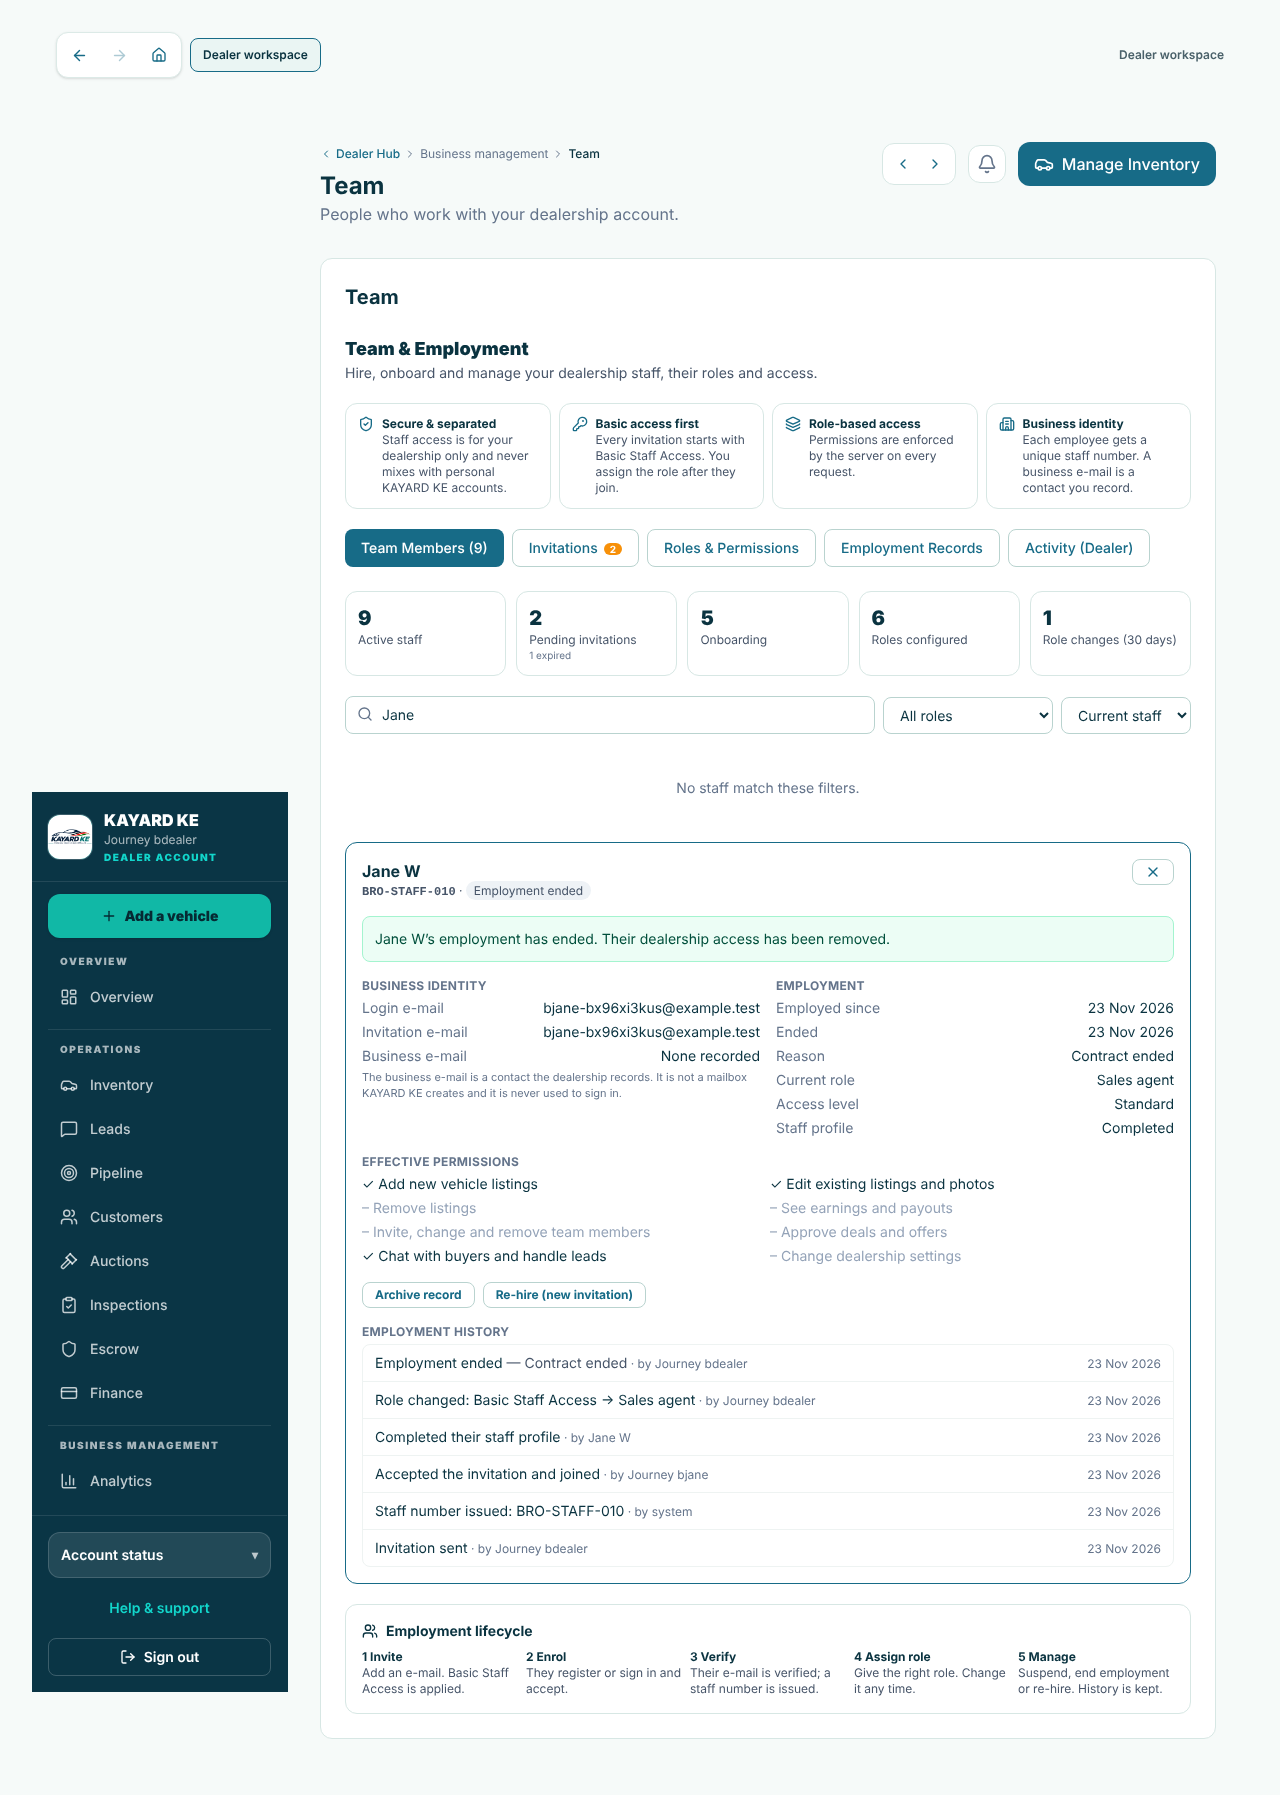 Dealer workspace
Dealer workspace
Dealer Hub > Business management > Team
Manage Inventory
Team
People who work with your dealership account.
Team
Team & Employment
Hire, onboard and manage your dealership staff, their roles and access.
Secure & separated
Staff access is for your
dealership only and never
mixes with personal
KAYARD KE accounts.
Basic access first
Every invitation starts with
Basic Staff Access. You
assign the role after they
join.
Role-based access
Permissions are enforced
by the server on every
request.
Business identity
Each employee gets a
unique staff number. A
business e-mail is a
contact you record.
Team Members (9)
Invitations 2
Roles & Permissions
Employment Records
Activity (Dealer)
9
Active staff
2
Pending invitations
1 expired
5
Onboarding
6
Roles configured
1
Role changes (30 days)
Jane
All roles
Current staff
No staff match these filters.
KAYARD KE
KAYARD KE
Journey bdealer
DEALER ACCOUNT
Add a vehicle
OVERVIEW
Overview
OPERATIONS
Inventory
Leads
Pipeline
Customers
Auctions
Inspections
Escrow
Finance
BUSINESS MANAGEMENT
Analytics
Account status
Help & support
Sign out
Jane W
BRO-STAFF-010 · Employment ended
Jane W’s employment has ended. Their dealership access has been removed.
BUSINESS IDENTITY
Login e-mail bjane-bx96xi3kus@example.test
Invitation e-mail bjane-bx96xi3kus@example.test
Business e-mail None recorded
The business e-mail is a contact the dealership records. It is not a mailbox
KAYARD KE creates and it is never used to sign in.
EMPLOYMENT
Employed since 23 Nov 2026
Ended 23 Nov 2026
Reason Contract ended
Current role Sales agent
Access level Standard
Staff profile Completed
EFFECTIVE PERMISSIONS
✓ Add new vehicle listings
✓ Edit existing listings and photos
– Remove listings
– See earnings and payouts
– Invite, change and remove team members
– Approve deals and offers
✓ Chat with buyers and handle leads
– Change dealership settings
Archive record
Re-hire (new invitation)
EMPLOYMENT HISTORY
Employment ended — Contract ended · by Journey bdealer 23 Nov 2026
Role changed: Basic Staff Access → Sales agent · by Journey bdealer 23 Nov 2026
Completed their staff profile · by Jane W 23 Nov 2026
Accepted the invitation and joined · by Journey bjane 23 Nov 2026
Staff number issued: BRO-STAFF-010 · by system 23 Nov 2026
Invitation sent · by Journey bdealer 23 Nov 2026
Employment lifecycle
1 Invite
Add an e-mail. Basic Staff
Access is applied.
2 Enrol
They register or sign in and
accept.
3 Verify
Their e-mail is verified; a
staff number is issued.
4 Assign role
Give the right role. Change
it any time.
5 Manage
Suspend, end employment
or re-hire. History is kept.